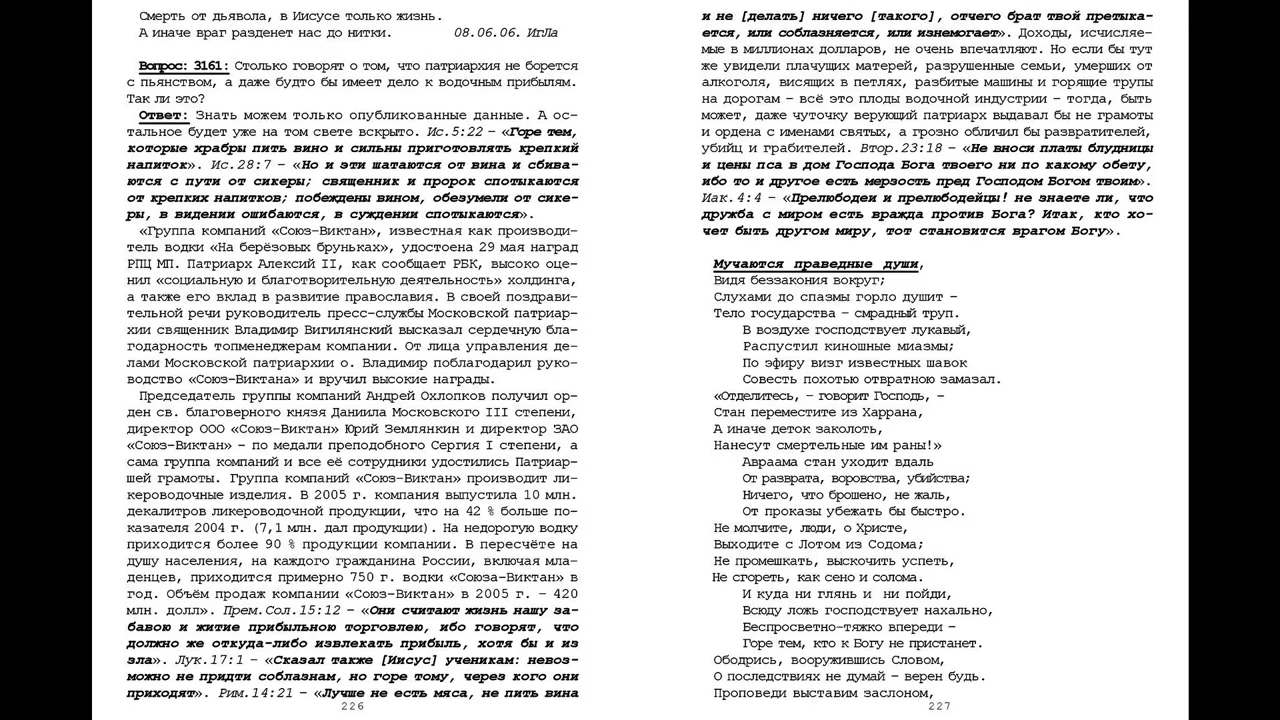 Смерть от дьявола, в Иисусе только жизнь.
А иначе враг разденет нас до нитки. 08.06.06. ИгЛа
Вопрос: 3161: Столько говорят о том, что патриархия не борется
с пьянством, а даже будто бы имеет дело к водочным прибылям.
Так ли это?
Ответ: Знать можем только опубликованные данные. А ос-
тальное будет уже на том свете вскрыто. Ис.5:22 – «Горе тем,
которые храбры пить вино и сильны приготовлять крепкий
напиток». Ис.28:7 – «Но и эти шатаются от вина и сбива-
ются с пути от сикеры; священник и пророк спотыкаются
от крепких напитков; побеждены вином, обезумели от сике-
ры, в видении ошибаются, в суждении спотыкаются».
«Группа компаний «Союз-Виктан», известная как производи-
тель водки «На берёзовых бруньках», удостоена 29 мая наград
РПЦ МП. Патриарх Алексий II, как сообщает РБК, высоко оце-
нил «социальную и благотворительную деятельность» холдинга,
а также его вклад в развитие православия. В своей поздрави-
тельной речи руководитель пресс-службы Московской патриар-
хии священник Владимир Вигилянский высказал сердечную бла-
годарность топменеджерам компании. От лица управления де-
лами Московской патриархии о. Владимир поблагодарил руко-
водство «Союз-Виктана» и вручил высокие награды.
Председатель группы компаний Андрей Охлопков получил ор-
ден св. благоверного князя Даниила Московского III степени,
директор ООО «Союз-Виктан» Юрий Землянкин и директор ЗАО
«Союз-Виктан» – по медали преподобного Сергия I степени, а
сама группа компаний и все её сотрудники удостились Патриар-
шей грамоты. Группа компаний «Союз-Виктан» производит ли-
кероводочные изделия. В 2005 г. компания выпустила 10 млн.
декалитров ликероводочной продукции, что на 42 % больше по-
казателя 2004 г. (7,1 млн. дал продукции). На недорогую водку
приходится более 90 % продукции компании. В пересчёте на
душу населения, на каждого гражданина России, включая мла-
денцев, приходится примерно 750 г. водки «Союза-Виктан» в
год. Объём продаж компании «Союз-Виктан» в 2005 г. – 420
млн. долл». Прем.Сол.15:12 – «Они считают жизнь нашу за-
бавою и житие прибыльною торговлею, ибо говорят, что
должно же откуда-либо извлекать прибыль, хотя бы и из
зла». Лук.17:1 – «Сказал также [Иисус] ученикам: невоз-
можно не придти соблазнам, но горе тому, через кого они
приходят». Рим.14:21 – «Лучше не есть мяса, не пить вина
226
и не [делать] ничего [такого], отчего брат твой претыка-
ется, или соблазняется, или изнемогает». Доходы, исчисляе-
мые в миллионах долларов, не очень впечатляют. Но если бы тут
же увидели плачущих матерей, разрушенные семьи, умерших от
алкоголя, висящих в петлях, разбитые машины и горящие трупы
на дорогам – всё это плоды водочной индустрии – тогда, быть
может, даже чуточку верующий патриарх выдавал бы не грамоты
и ордена с именами святых, а грозно обличил бы развратителей,
убийц и грабителей. Втор.23:18 – «Не вноси платы блудницы
и цены пса в дом Господа Бога твоего ни по какому обету,
ибо то и другое есть мерзость пред Господом Богом твоим».
Иак.4:4 – «Прелюбодеи и прелюбодейцы! не знаете ли, что
дружба с миром есть вражда против Бога? Итак, кто хо-
чет быть другом миру, тот становится врагом Богу».
Мучаются праведные души,
Видя беззакония вокруг;
Слухами до спазмы горло душит –
Тело государства – смрадный труп.
В воздухе господствует лукавый,
Распустил киношные миазмы;
По эфиру визг известных шавок
Совесть похотью отвратною замазал.
«Отделитесь, – говорит Господь, –
Стан переместите из Харрана,
А иначе деток заколоть,
Нанесут смертельные им раны!»
Авраама стан уходит вдаль
От разврата, воровства, убийства;
Ничего, что брошено, не жаль,
От проказы убежать бы быстро.
Не молчите, люди, о Христе,
Выходите с Лотом из Содома;
Не промешкать, выскочить успеть,
Не сгореть, как сено и солома.
И куда ни глянь и ни пойди,
Всюду ложь господствует нахально,
Беспросветно-тяжко впереди –
Горе тем, кто к Богу не пристанет.
Ободрись, вооружившись Словом,
О последствиях не думай – верен будь.
Проповеди выставим заслоном,
227